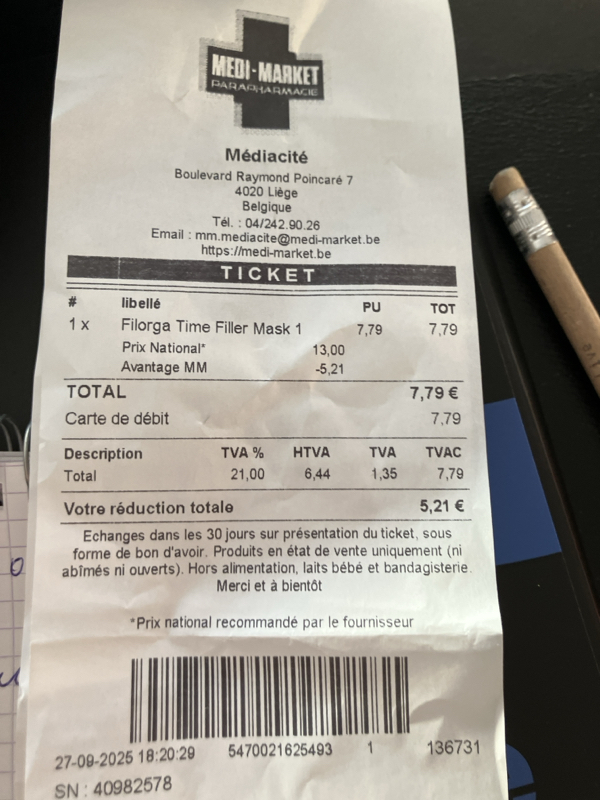 MEDI-MARKET
PARAPHARMACIE
Médiacité
Boulevard Raymond Poincaré 7
4020 Liège
Belgique
Tél. : 04/242.90.26
Email : mm.mediacite@medi-market.be
https://medi-market.be
TICKET
# libellé PU TOT
1 x Filorga Time Filler Mask 1 7,79 7,79
Prix National* 13,00
Avantage MM -5,21
TOTAL 7,79 €
Carte de débit 7,79
Description TVA % HTVA TVA TVAC
Total 21,00 6,44 1,35 7,79
Votre réduction totale 5,21 €
Echanges dans les 30 jours sur présentation du ticket, sous
forme de bon d'avoir. Produits en état de vente uniquement (ni
abîmés ni ouverts). Hors alimentation, laits bébé et bandagisterie.
Merci et à bientôt
*Prix national recommandé par le fournisseur
27-09-2025 18:20:29 5470021625493 1 136731
SN : 40982578